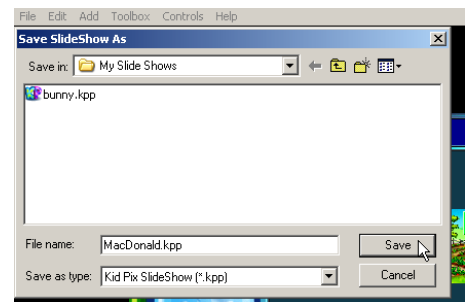 File Edit Add Toolbox Controls Help
Save SlideShow As
Save in: My Slide Shows
bunny.kpp
File name: MacDonald.kpp Save
Save as type: Kid Pix SlideShow (*.kpp) Cancel